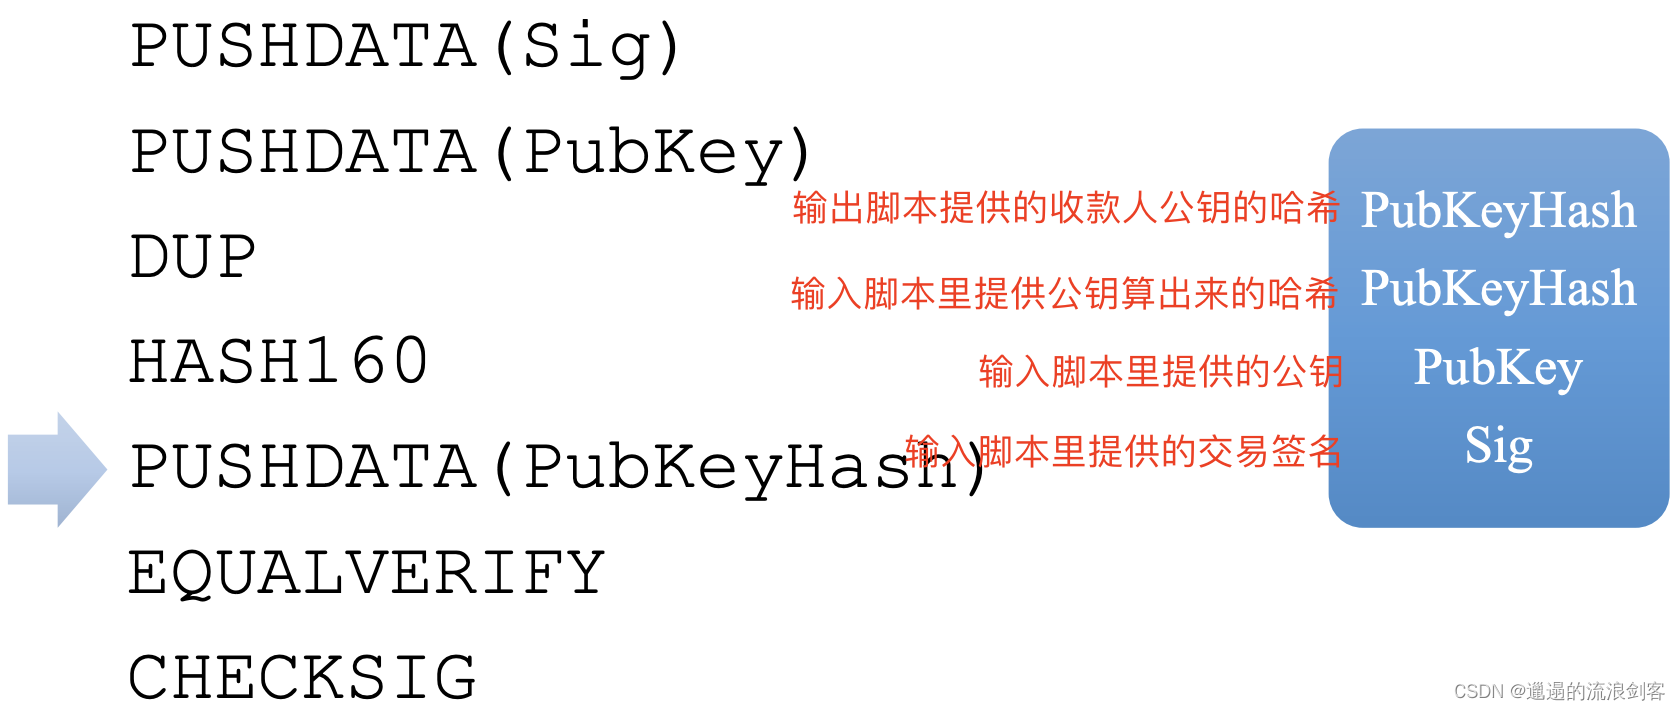 PUSHDATA(Sig)
PUSHDATA(PubKey)
输出脚本提供的收款人公钥的哈希 PubKeyHash
DUP
输入脚本里提供公钥算出来的哈希 PubKeyHash
HASH160
输入脚本里提供的公钥 PubKey
输入脚本里提供的交易签名 Sig
PUSHDATA(PubKeyHash)
EQUALVERIFY
CHECKSIG
CSDN @邋遢的流浪剑客